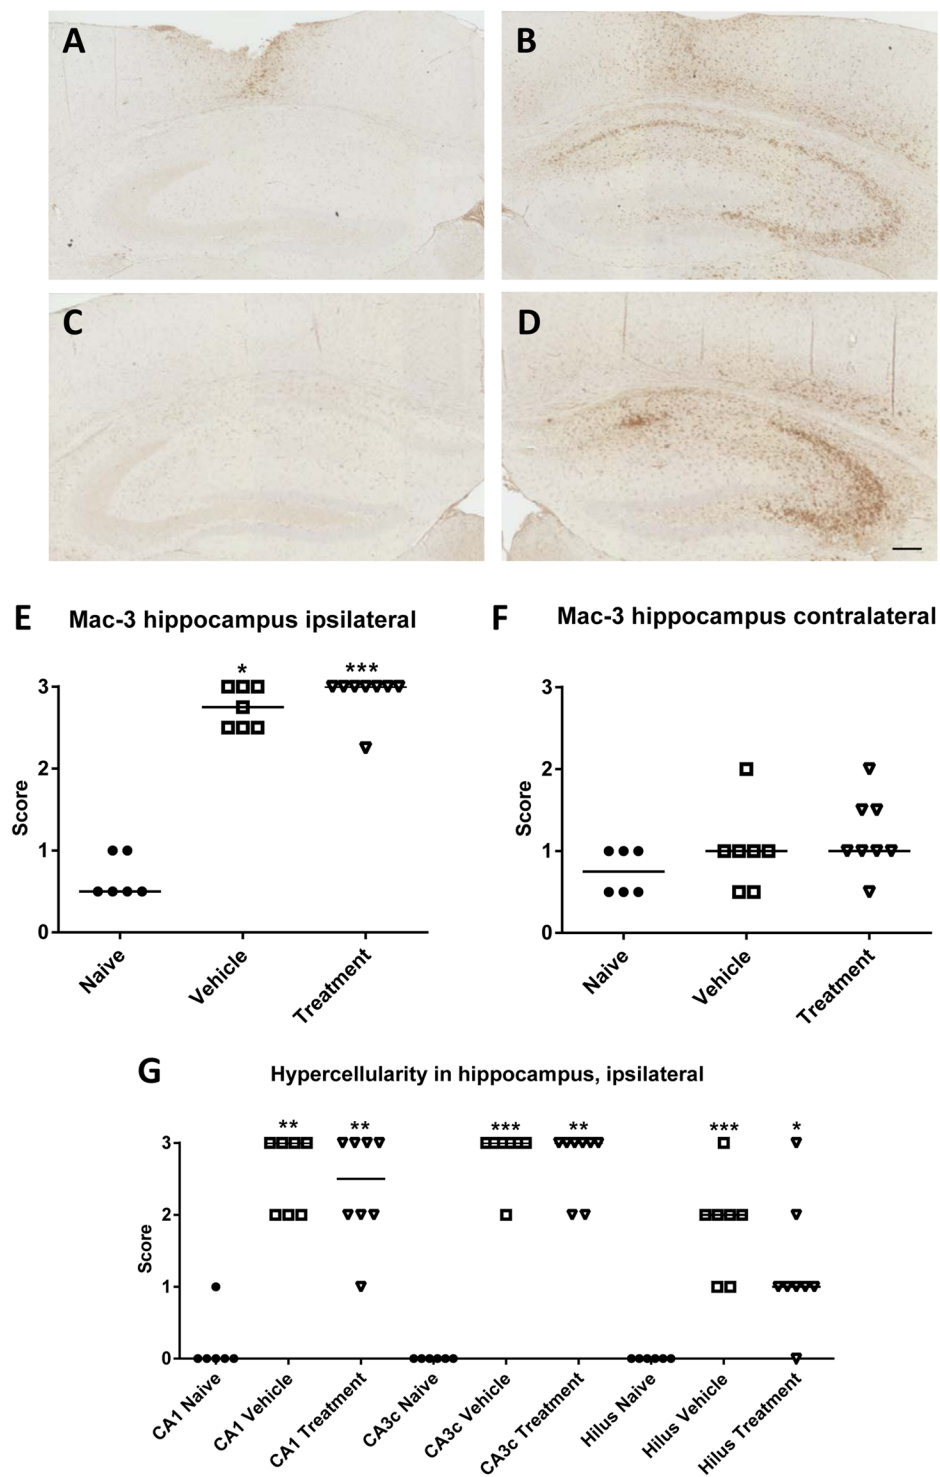 A
B
C
D
E Mac-3 hippocampus ipsilateral
F Mac-3 hippocampus contralateral
* ***
3
2
1
0
Score
Naive
Vehicle
Treatment
3
2
1
0
Score
Naive
Vehicle
Treatment
G Hypercellularity in hippocampus, ipsilateral
** ** *** ** *** *
3
2
1
0
Score
CA1 Naive
CA1 Vehicle
CA1 Treatment
CA3c Naive
CA3c Vehicle
CA3c Treatment
Hilus Naive
Hilus Vehicle
Hilus Treatment